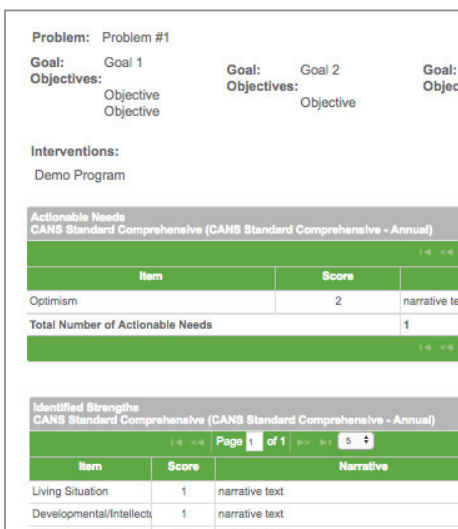 Problem: Problem #1
Goal: Goal 1 Goal: Goal 2 Goal:
Objectives: Objectives:
Objective Objective
Objective
Interventions:
Demo Program
Actionable Needs
CANS Standard Comprehensive (CANS Standard Comprehensive - Annual)
Item Score
Optimism 2 narrative
Total Number of Actionable Needs 1
Identified Strengths
CANS Standard Comprehensive (CANS Standard Comprehensive - Annual)
Page 1 of 1 5
Item Score Narrative
Living Situation 1 narrative text
Developmental/Intellectu 1 narrative text